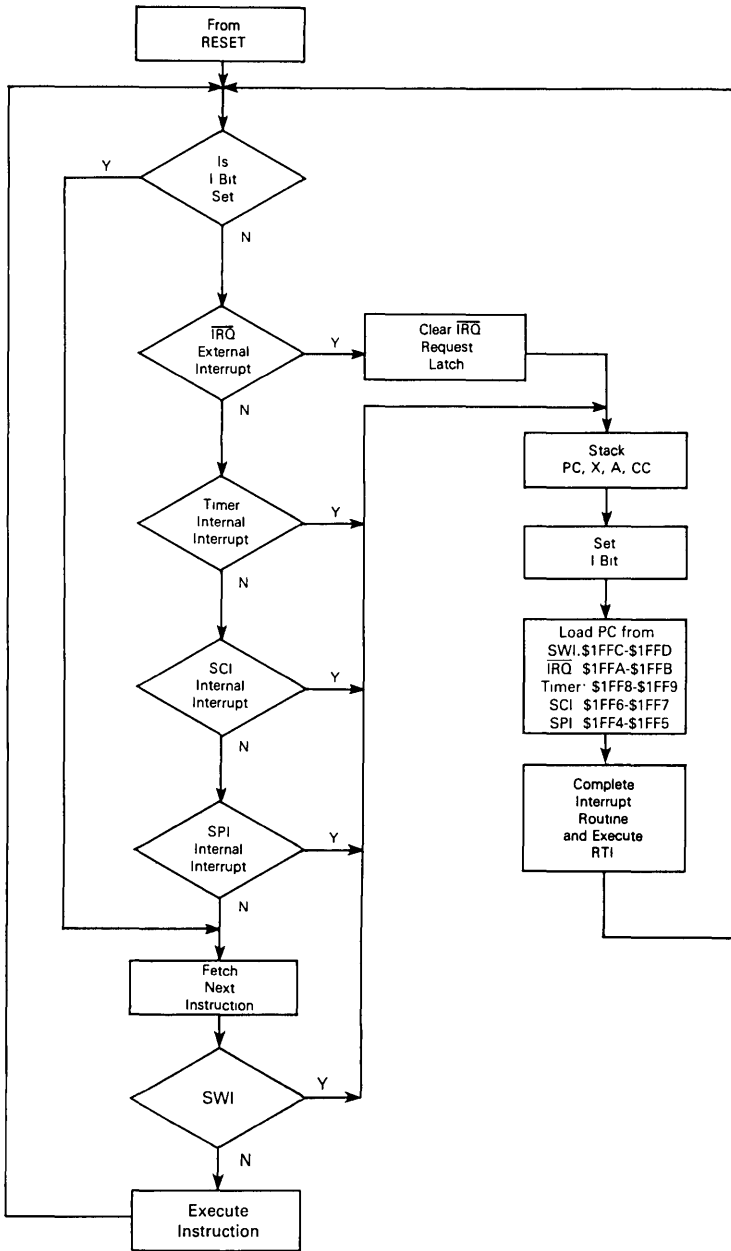 From
RESET
Is
I Bit
Set
Y
N
IRQ
External
Interrupt
Y
N
Clear IRQ
Request
Latch
Stack
PC, X, A, CC
Timer
Internal
Interrupt
Y
N
Set
I Bit
Load PC from
SWI.$1FFC-$1FFD
IRQ $1FFA-$1FFB
Timer: $1FF8-$1FF9
SCI $1FF6-$1FF7
SPI $1FF4-$1FF5
SCI
Internal
Interrupt
Y
N
Complete
Interrupt
Routine
and Execute
RTI
SPI
Internal
Interrupt
Y
N
Fetch
Next
Instruction
SWI
Y
N
Execute
Instruction